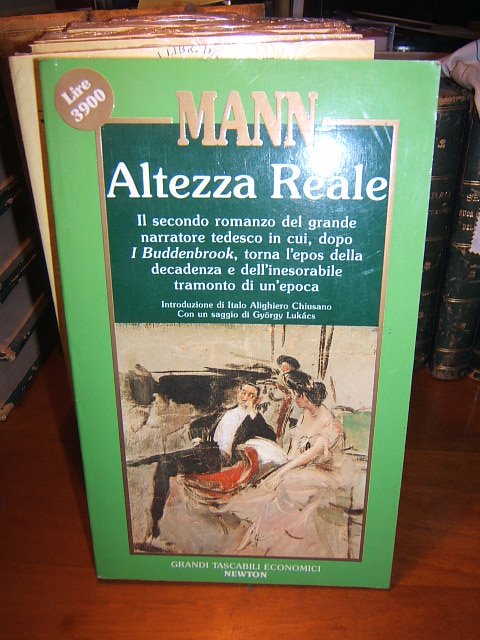 Lire
3900
MANN
Altezza Reale
Il secondo romanzo del grande
narratore tedesco in cui, dopo
I Buddenbrook, torna l'epos della
decadenza e dell'inesorabile
tramonto di un'epoca
Introduzione di Italo Alighiero Chiusano
Con un saggio di György Lukács
GRANDI TASCABILI ECONOMICI
NEWTON